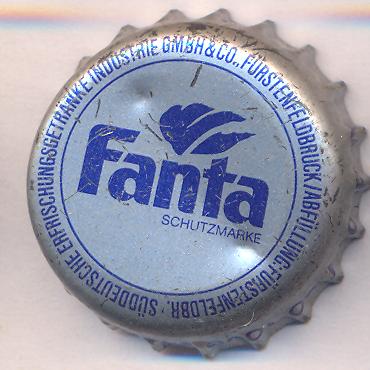 Fanta
SCHUTZMARKE
SÜDDEUTSCHE ERFRISCHUNGSGETRÄNKE INDUSTRIE GMBH & CO., FÜRSTENFELDBRUCK/ABFÜLLUNG: FÜRSTENFELDBR.